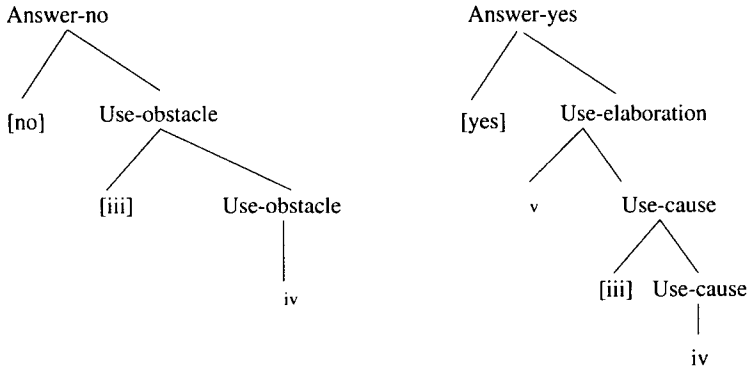 Answer-no
[no]
Use-obstacle
[iii]
Use-obstacle
iv
Answer-yes
[yes]
Use-elaboration
v
Use-cause
[iii]
Use-cause
iv